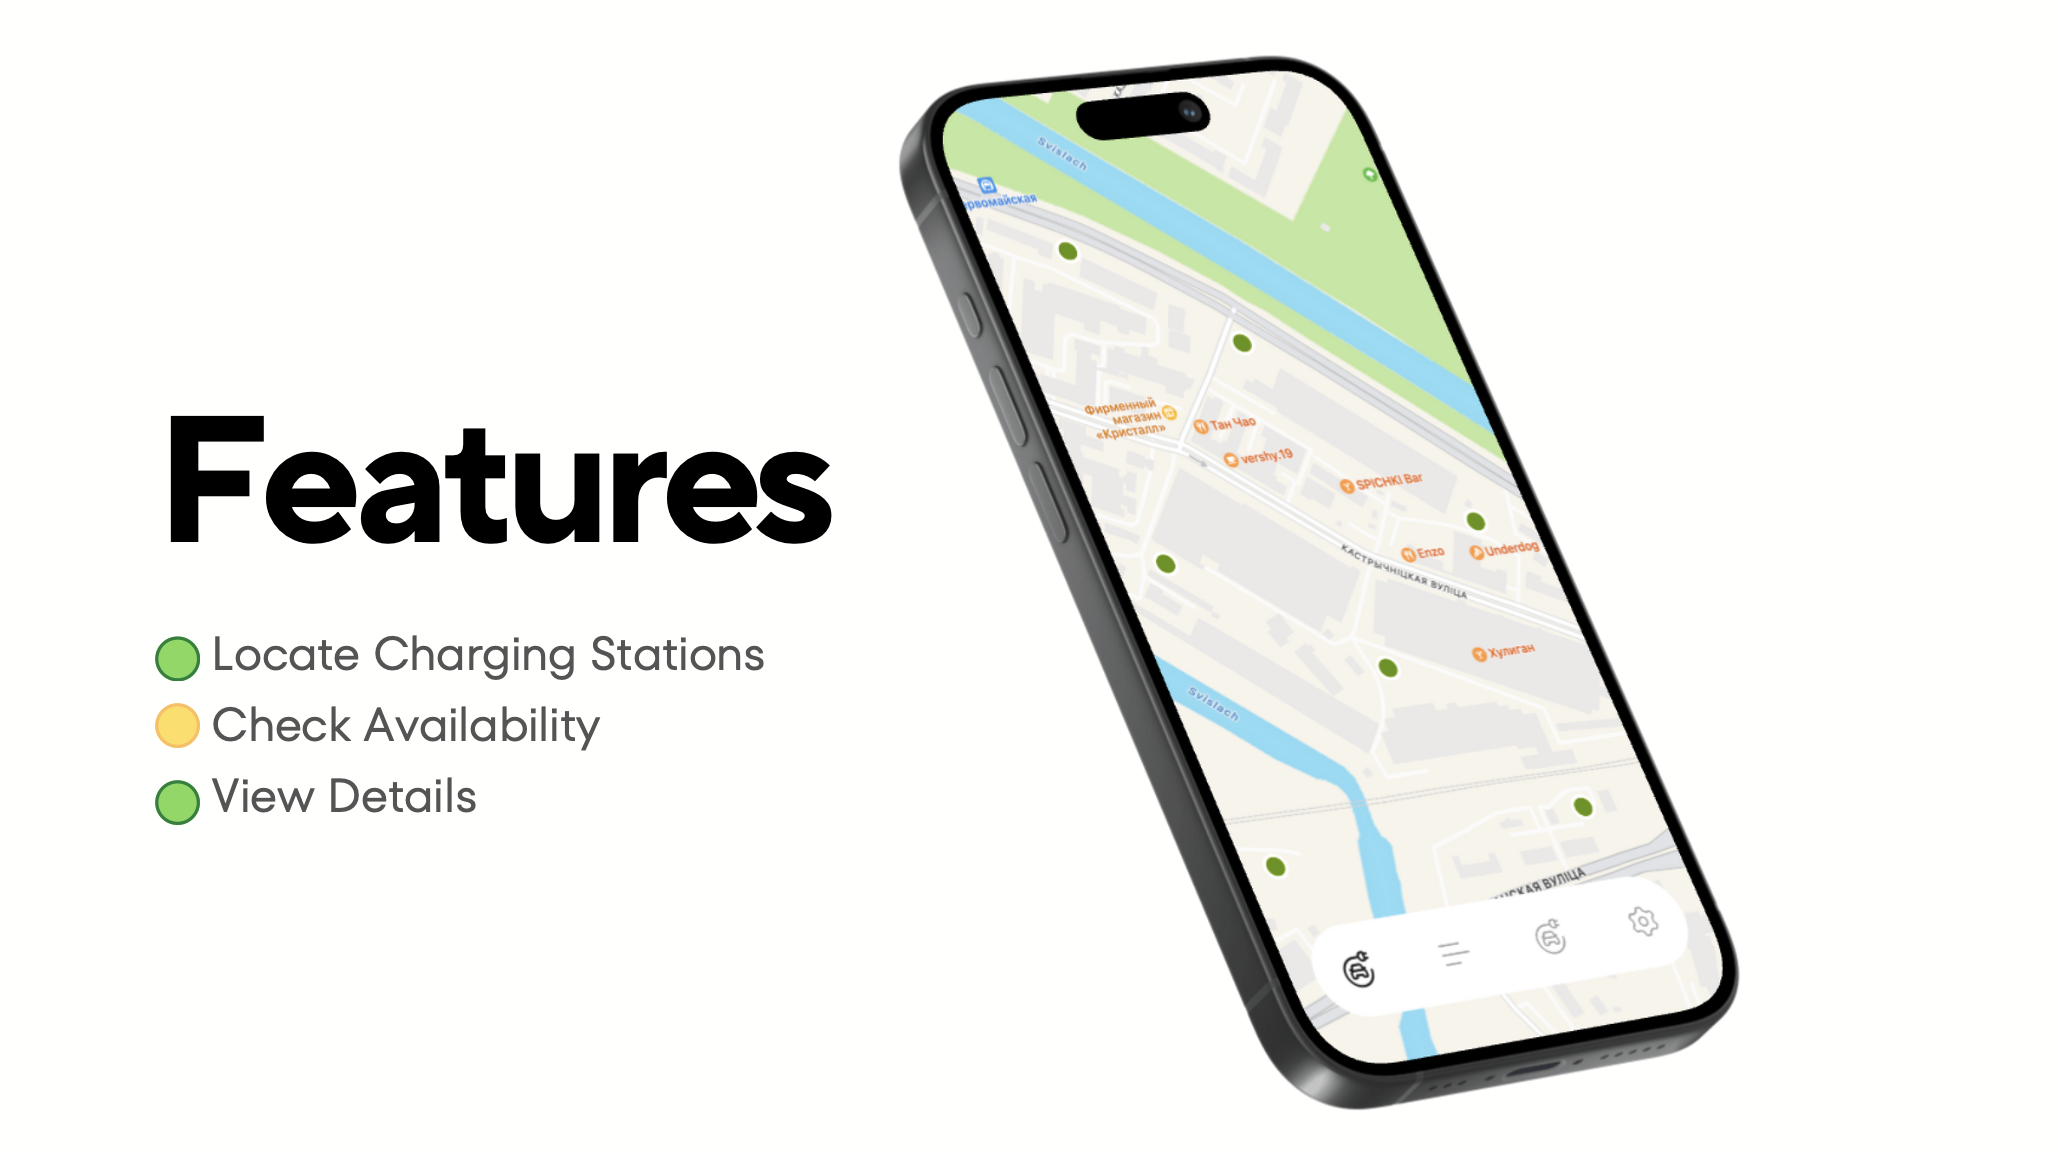 Features
Locate Charging Stations
Check Availability
View Details
Svislach
рвомайская
Фирменный
магазин
«Кристалл»
Тан Чао
vershy.19
SPICHKI Bar
Enzo
Underdog
КАСТРЫЧНІЦКАЯ ВУЛІЦА
Хулиган
Svislach
СКАЯ ВУЛІЦА